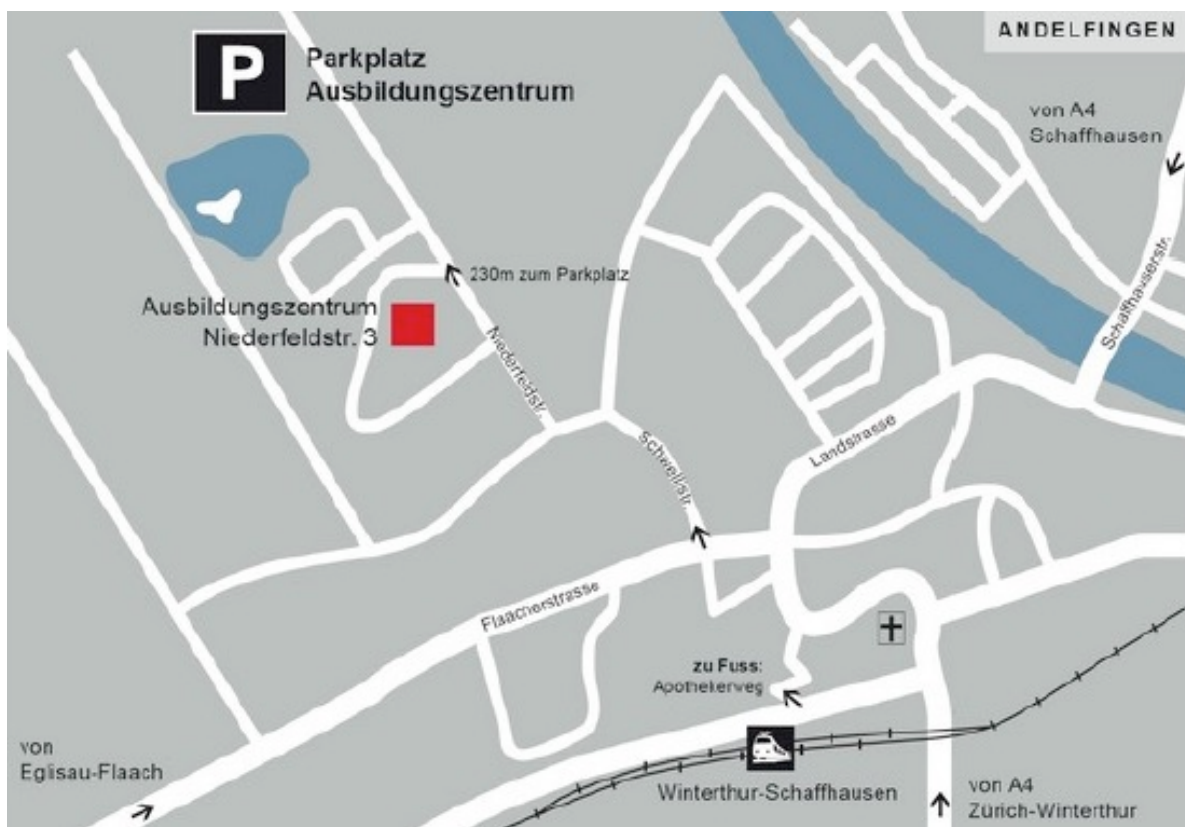 ANDELFINGEN
P
Parkplatz
Ausbildungszentrum
von A4
Schaffhausen
Schaffhauserstr.
230m zum Parkplatz
Ausbildungszentrum
Niederfeldstr. 3
Niederfeldstr.
Schwellistr.
Landstrasse
Flaacherstrasse
zu Fuss:
Apothekerweg
von
Eglisau-Flaach
Winterthur-Schaffhausen
von A4
Zürich-Winterthur